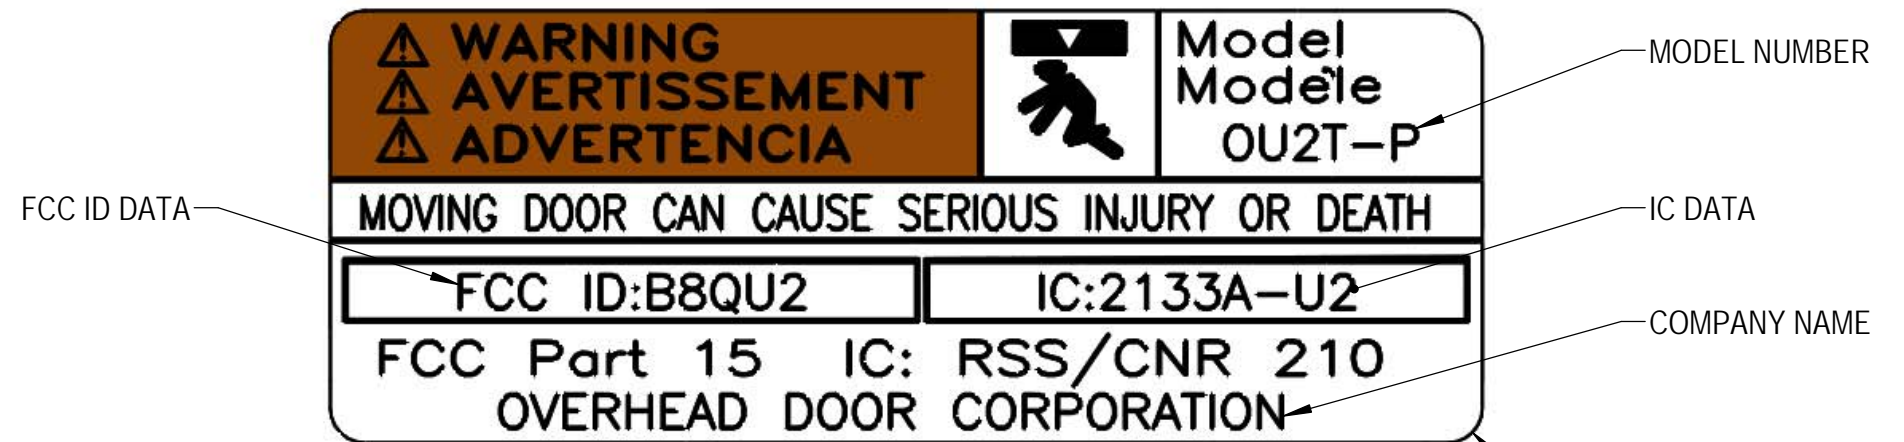 WARNING
AVERTISSEMENT
ADVERTENCIA
Model
Modèle
OU2T-P
MODEL NUMBER
MOVING DOOR CAN CAUSE SERIOUS INJURY OR DEATH
FCC ID DATA
IC DATA
FCC ID:B8QU2
IC:2133A-U2
COMPANY NAME
FCC Part 15 IC: RSS/CNR 210
OVERHEAD DOOR CORPORATION